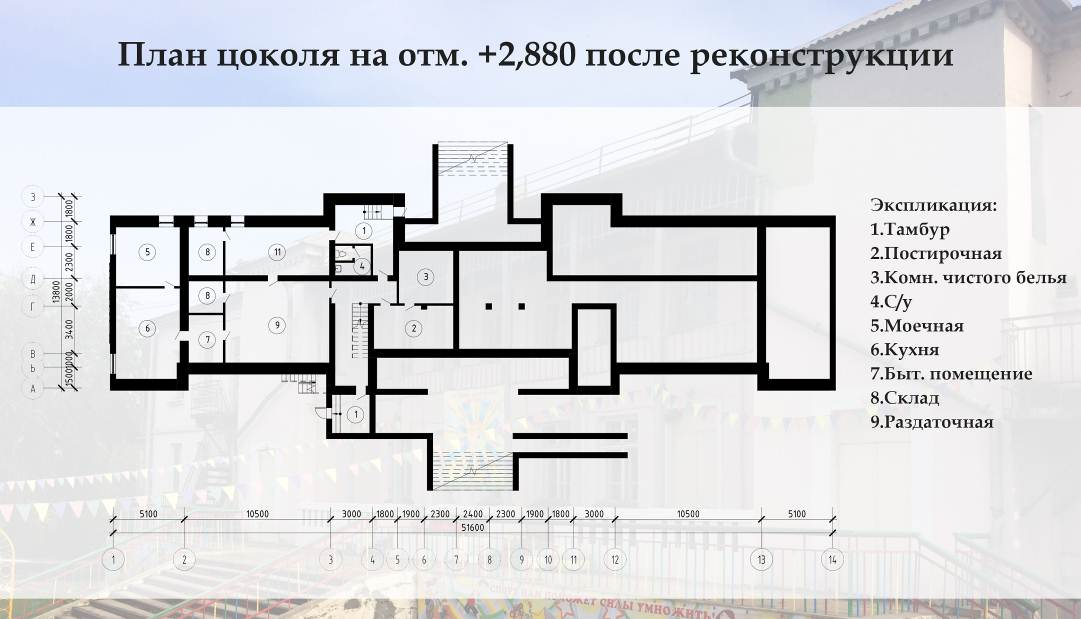 План цоколя на отм. +2,880 после реконструкции
З
Ж
Е
Д
Г
В
Б
А
1800
1800
2300
2000
3400
1000
1500
13800
1
5
8
11
4
3
8
6
7
9
2
1
Экспликация:
1.Тамбур
2.Постирочная
3.Комн. чистого белья
4.С/у
5.Моечная
6.Кухня
7.Быт. помещение
8.Склад
9.Раздаточная
5100 10500 3000 1800 1900 2300 2400 2300 1900 1800 3000 10500 5100
51600
1 2 3 4 5 6 7 8 9 10 11 12 13 14
ПОМОЖЕТ СИЛЫ УМНОЖИТЬ